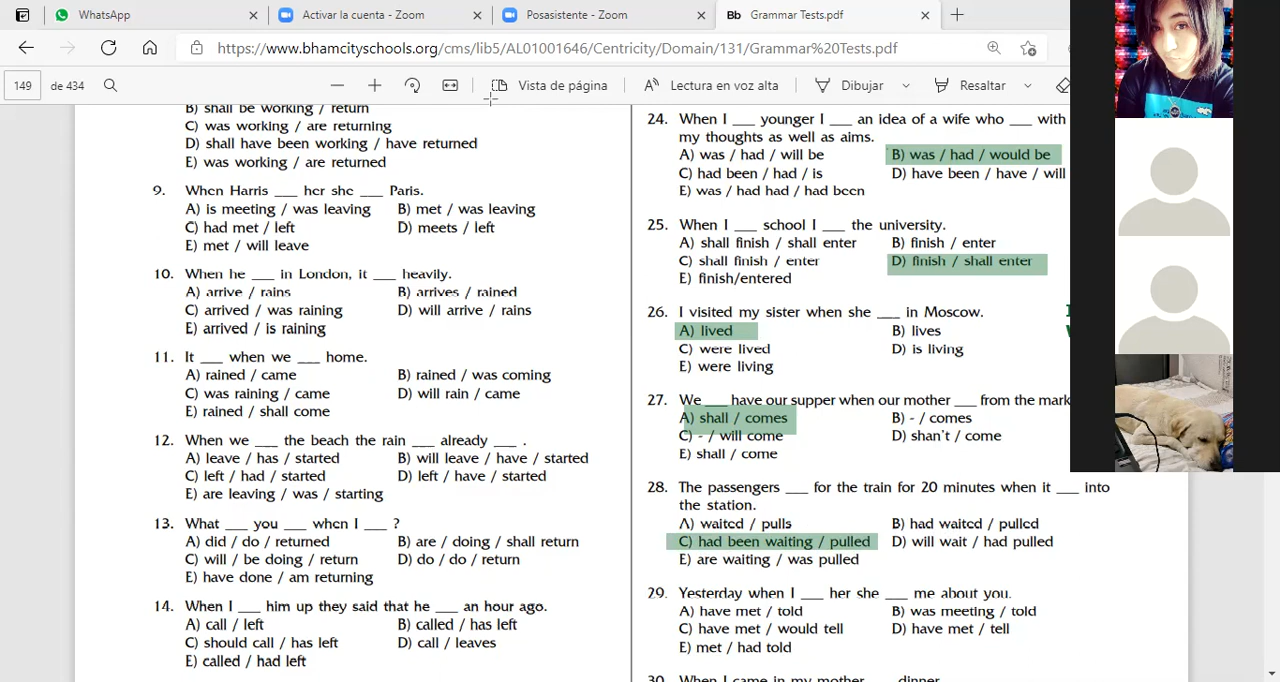 WhatsApp
Activar la cuenta - Zoom
Posasistente - Zoom
Bb Grammar Tests.pdf
https://www.bhamcityschools.org/cms/lib5/AL01001646/Centricity/Domain/131/Grammar%20Tests.pdf
149 de 434
Vista de página
Lectura en voz alta
Dibujar
Resaltar
B) shall be working / return
C) was working / are returning
D) shall have been working / have returned
E) was working / are returned
9. When Harris ___ her she ___ Paris.
A) is meeting / was leaving B) met / was leaving
C) had met / left D) meets / left
E) met / will leave
10. When he ___ in London, it ___ heavily.
A) arrive / rains B) arrives / rained
C) arrived / was raining D) will arrive / rains
E) arrived / is raining
11. It ___ when we ___ home.
A) rained / came B) rained / was coming
C) was raining / came D) will rain / came
E) rained / shall come
12. When we ___ the beach the rain ___ already ___ .
A) leave / has / started B) will leave / have / started
C) left / had / started D) left / have / started
E) are leaving / was / starting
13. What ___ you ___ when I ___ ?
A) did / do / returned B) are / doing / shall return
C) will / be doing / return D) do / do / return
E) have done / am returning
14. When I ___ him up they said that he ___ an hour ago.
A) call / left B) called / has left
C) should call / has left D) call / leaves
E) called / had left
24. When I ___ younger I ___ an idea of a wife who ___ with
my thoughts as well as aims.
A) was / had / will be B) was / had / would be
C) had been / had / is D) have been / have / will
E) was / had had / had been
25. When I ___ school I ___ the university.
A) shall finish / shall enter B) finish / enter
C) shall finish / enter D) finish / shall enter
E) finish/entered
26. I visited my sister when she ___ in Moscow.
A) lived B) lives
C) were lived D) is living
E) were living
27. We ___ have our supper when our mother ___ from the mark
A) shall / comes B) - / comes
C) - / will come D) shan't / come
E) shall / come
28. The passengers ___ for the train for 20 minutes when it ___ into
the station.
A) waited / pulls B) had waited / pulled
C) had been waiting / pulled D) will wait / had pulled
E) are waiting / was pulled
29. Yesterday when I ___ her she ___ me about you.
A) have met / told B) was meeting / told
C) have met / would tell D) have met / tell
E) met / had told
30. When I came in my mother ___ dinner.